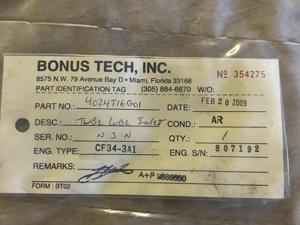 BONUS TECH, INC.
8575 N.W. 79 Avenue Bay D • Miami, Florida 33166
PART IDENTIFICATION TAG (305) 884-6670 W/O: Nº 354275
PART NO.: 4024T16G01 DATE: FEB 20 2009
DESC.: Tube Lube Inlet COND: AR
SER. NO.: NSN QTY.: 1
ENG. TYPE: CF34-3A1 ENG. S/N: 807192
REMARKS: A+P
FORM: BT02